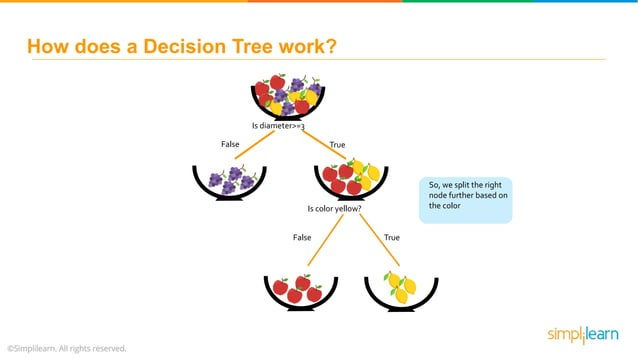 How does a Decision Tree work?
Is diameter>=3
False
True
So, we split the right
node further based on
the color
Is color yellow?
False
True
©Simplilearn. All rights reserved.
simplilearn